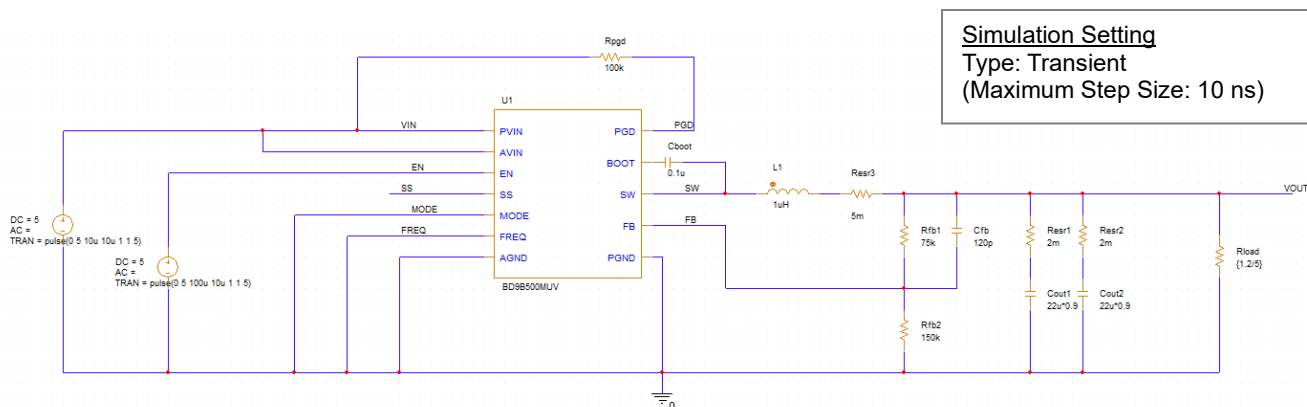 Simulation Setting
Type: Transient
(Maximum Step Size: 10 ns)
Rpgd
100k
U1
VIN
PVIN
PGD
PGD
AVIN
Cboot
BOOT
0.1u
EN
EN
L1
Resr3
SS
SS
SW
SW
VOUT
1uH
5m
MODE
MODE
FB
FB
DC = 5
AC =
TRAN = pulse(0 5 10u 10u 1 1 5)
Rfb1
75k
Cfb
120p
Resr1
2m
Resr2
2m
FREQ
FREQ
Rload
{1.2/5}
AGND
PGND
DC = 5
AC =
TRAN = pulse(0 5 100u 10u 1 1 5)
BD9B500MUV
Cout1
22u*0.9
Cout2
22u*0.9
Rfb2
150k
0